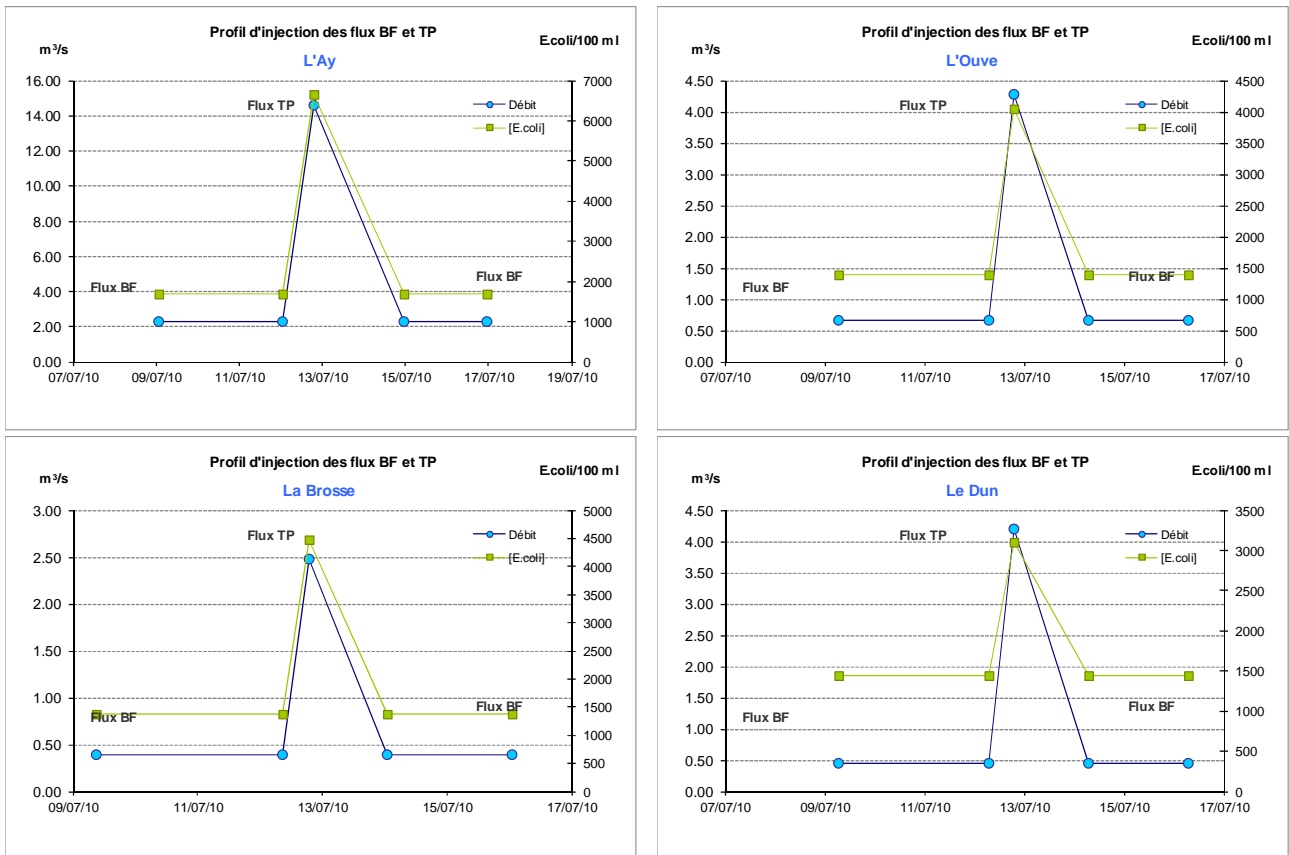 Profil d'injection des flux BF et TP
m³/s
E.coli/100 ml
L'Ay
16.00
14.00
12.00
10.00
8.00
6.00
4.00
2.00
0.00
7000
6000
5000
4000
3000
2000
1000
0
Flux TP
Débit
[E.coli]
Flux BF
Flux BF
07/07/10 09/07/10 11/07/10 13/07/10 15/07/10 17/07/10 19/07/10
Profil d'injection des flux BF et TP
m³/s
E.coli/100 ml
L'Ouve
4.50
4.00
3.50
3.00
2.50
2.00
1.50
1.00
0.50
0.00
4500
4000
3500
3000
2500
2000
1500
1000
500
0
Flux TP
Débit
[E.coli]
Flux BF
Flux BF
07/07/10 09/07/10 11/07/10 13/07/10 15/07/10 17/07/10
Profil d'injection des flux BF et TP
m³/s
E.coli/100 ml
La Brosse
3.00
2.50
2.00
1.50
1.00
0.50
0.00
5000
4500
4000
3500
3000
2500
2000
1500
1000
500
0
Flux TP
Débit
[E.coli]
Flux BF
Flux BF
09/07/10 11/07/10 13/07/10 15/07/10 17/07/10
Profil d'injection des flux BF et TP
m³/s
E.coli/100 ml
Le Dun
4.50
4.00
3.50
3.00
2.50
2.00
1.50
1.00
0.50
0.00
3500
3000
2500
2000
1500
1000
500
0
Flux TP
Débit
[E.coli]
Flux BF
Flux BF
07/07/10 09/07/10 11/07/10 13/07/10 15/07/10 17/07/10